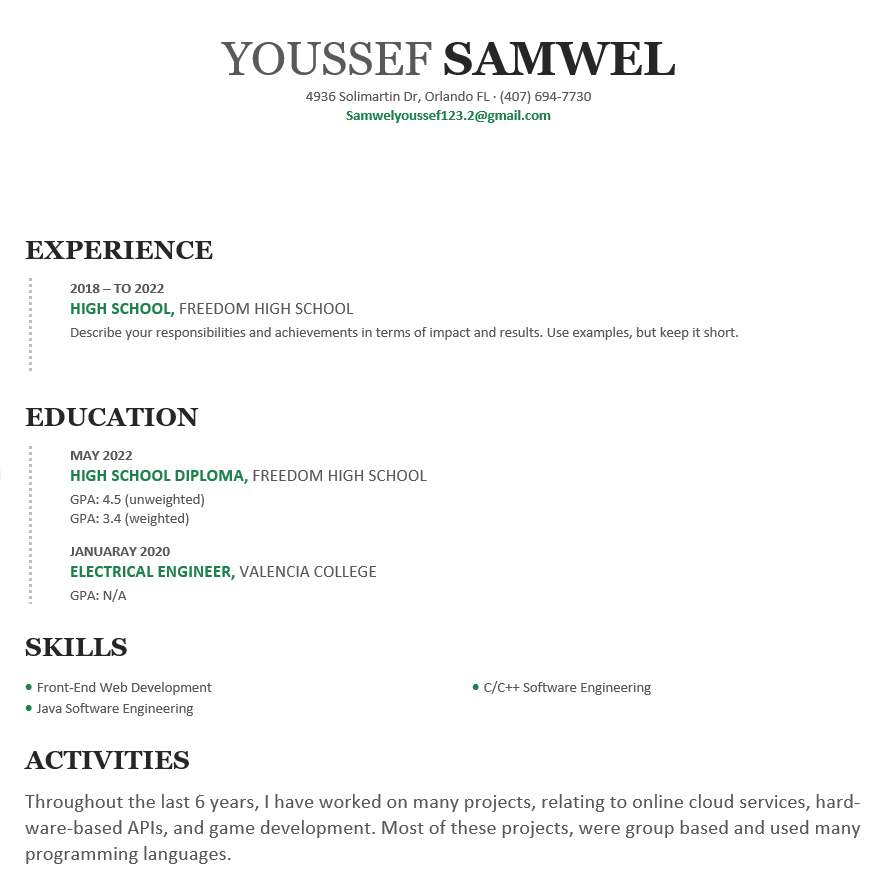 YOUSSEF SAMWEL
4936 Solimartin Dr, Orlando FL · (407) 694-7730
Samwelyoussef123.2@gmail.com
EXPERIENCE
2018 – TO 2022
HIGH SCHOOL, FREEDOM HIGH SCHOOL
Describe your responsibilities and achievements in terms of impact and results. Use examples, but keep it short.
EDUCATION
MAY 2022
HIGH SCHOOL DIPLOMA, FREEDOM HIGH SCHOOL
GPA: 4.5 (unweighted)
GPA: 3.4 (weighted)
JANUARAY 2020
ELECTRICAL ENGINEER, VALENCIA COLLEGE
GPA: N/A
SKILLS
• Front-End Web Development
• Java Software Engineering
• C/C++ Software Engineering
ACTIVITIES
Throughout the last 6 years, I have worked on many projects, relating to online cloud services, hard-
ware-based APIs, and game development. Most of these projects, were group based and used many
programming languages.